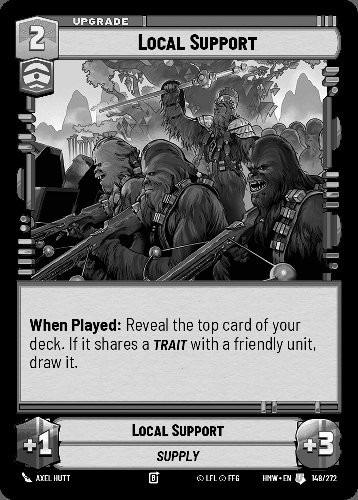 UPGRADE
2
LOCAL SUPPORT
When Played: Reveal the top card of your
deck. If it shares a TRAIT with a friendly unit,
draw it.
+1
LOCAL SUPPORT
+3
SUPPLY
AXEL HUTT
© LFL © FFG
HMW • EN
148/272